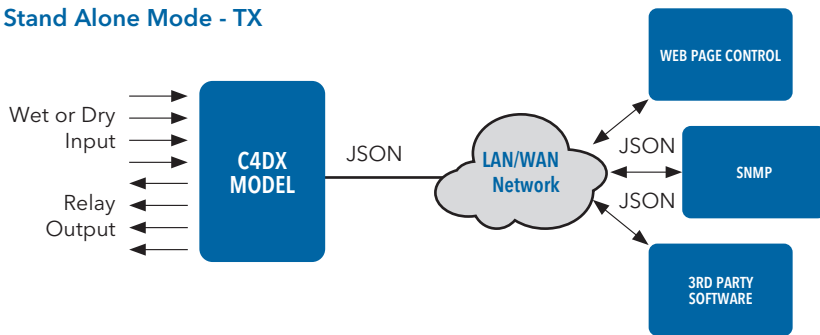 Stand Alone Mode - TX
WEB PAGE CONTROL
Wet or Dry
Input
C4DX
MODEL
JSON
LAN/WAN
Network
JSON
SNMP
JSON
Relay
Output
3RD PARTY
SOFTWARE